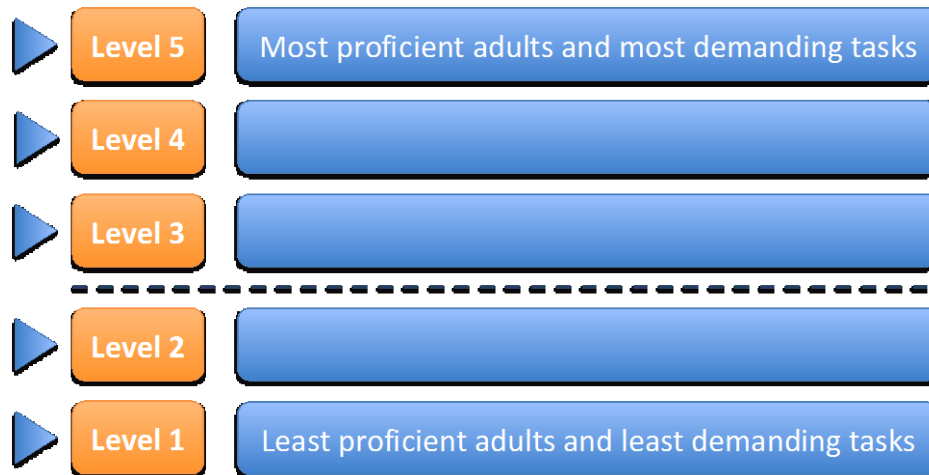 Level 5 Most proficient adults and most demanding tasks
Level 4
Level 3
Level 2
Level 1 Least proficient adults and least demanding tasks